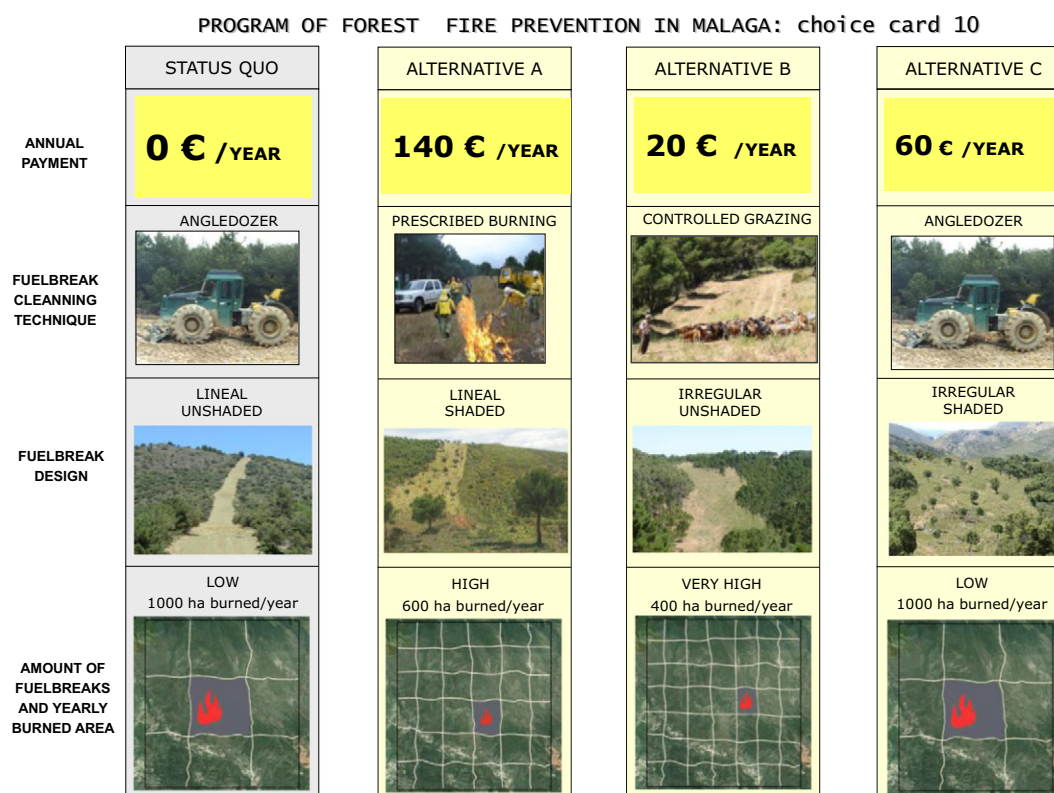 PROGRAM OF FOREST FIRE PREVENTION IN MALAGA: choice card 10
STATUS QUO
ALTERNATIVE A
ALTERNATIVE B
ALTERNATIVE C
ANNUAL
PAYMENT
0 € /YEAR
140 € /YEAR
20 € /YEAR
60 € /YEAR
FUELBREAK
CLEANNING
TECHNIQUE
ANGLEDOZER
PRESCRIBED BURNING
CONTROLLED GRAZING
ANGLEDOZER
FUELBREAK
DESIGN
LINEAL
UNSHADED
LINEAL
SHADED
IRREGULAR
UNSHADED
IRREGULAR
SHADED
AMOUNT OF
FUELBREAKS
AND YEARLY
BURNED AREA
LOW
1000 ha burned/year
HIGH
600 ha burned/year
VERY HIGH
400 ha burned/year
LOW
1000 ha burned/year